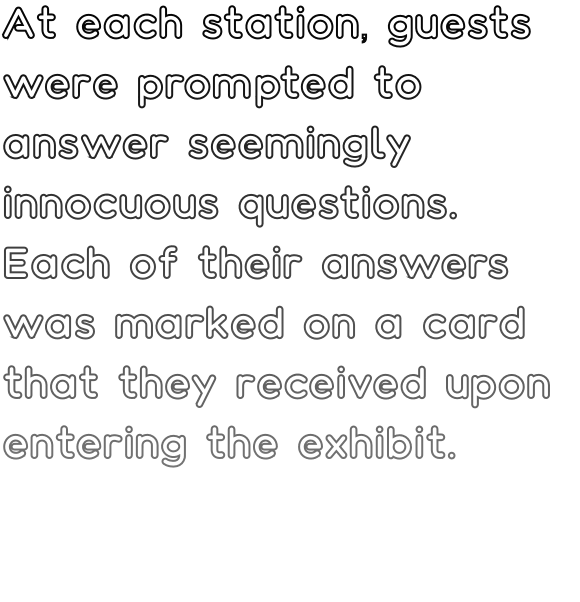 At each station, guests
were prompted to
answer seemingly
innocuous questions.
Each of their answers
was marked on a card
that they received upon
entering the exhibit.